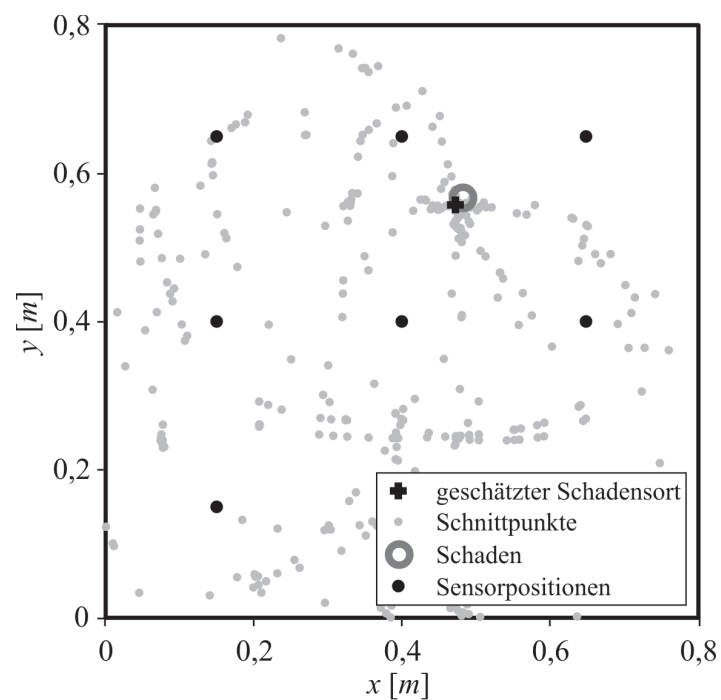 0,8
0,6
0,4
0,2
0
y [m]
geschätzter Schadensort
Schnittpunkte
Schaden
Sensorpositionen
0
0,2
0,4
0,6
0,8
x [m]